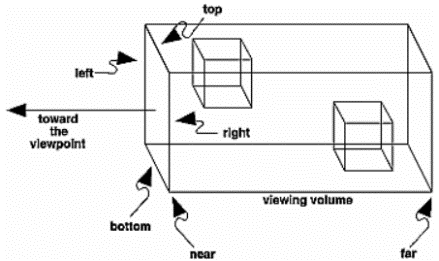 top
left
toward
the
viewpoint
right
viewing volume
bottom
near
far